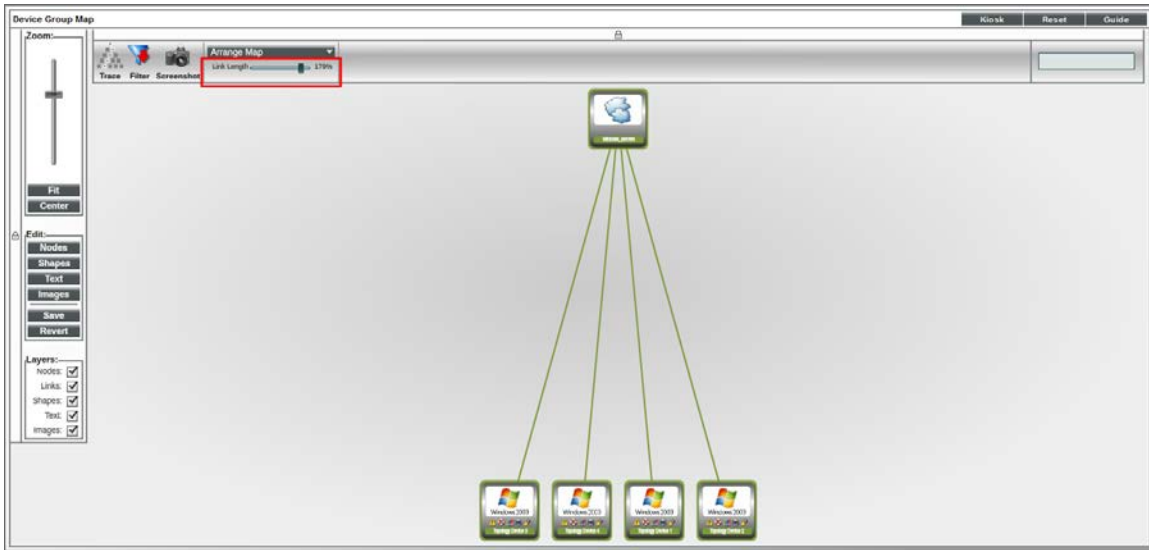 Device Group Map
Kiosk
Reset
Guide
Zoom:
Trace
Filter
Screenshot
Arrange Map
Link Length
179%
Fit
Center
Edit:
Nodes
Shapes
Text
Images
Save
Revert
Layers:
Nodes:
Links:
Shapes:
Text:
Images:
Windows 2003
Windows 2003
Windows 2003
Windows 2003